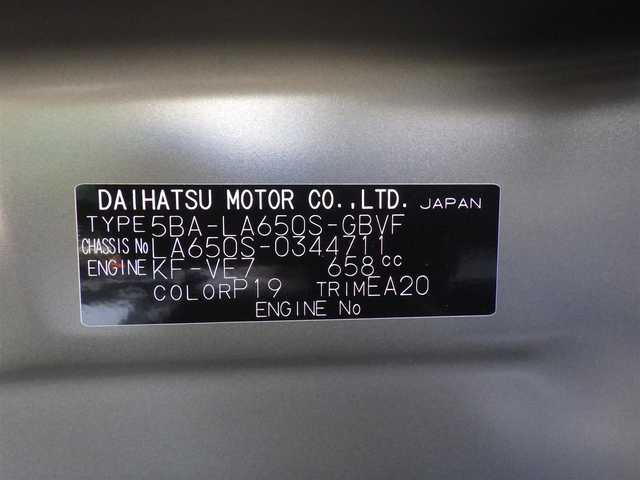 DAIHATSU MOTOR CO.,LTD. JAPAN
TYPE 5BA-LA650S-GBVF
CHASSIS No LA650S-0344711
ENGINE KF-VE7 658cc
COLOR P19 TRIM EA20
ENGINE No